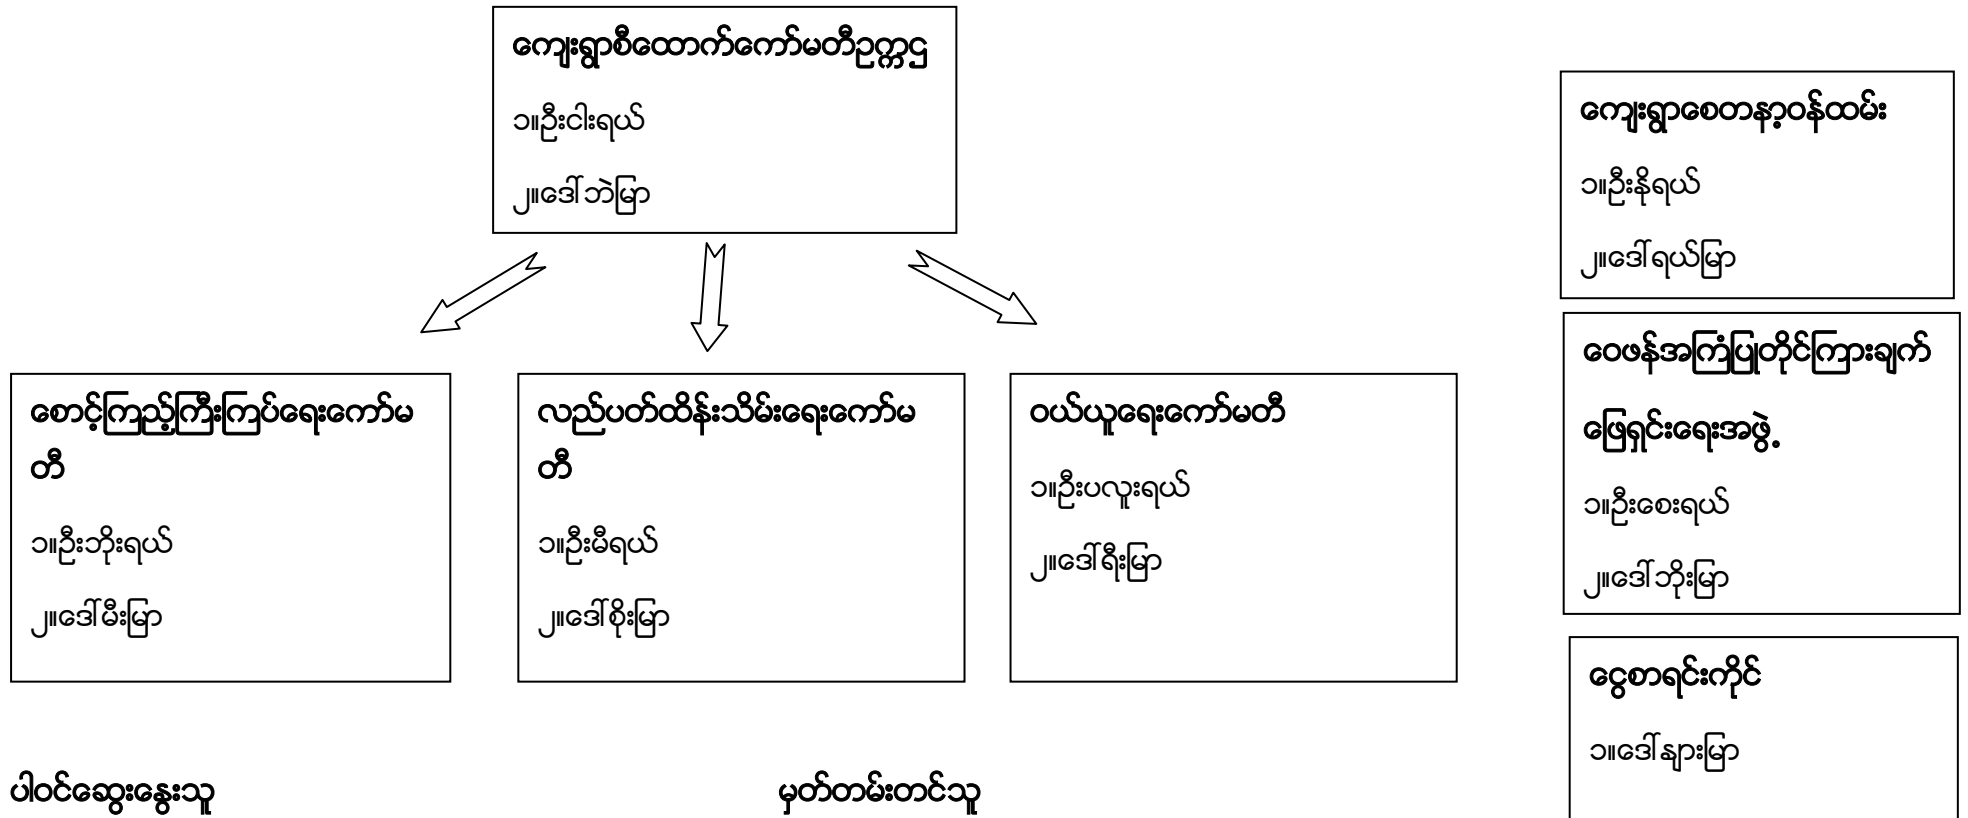 ကျေးရွာစီထောက်ကော်မတီဥက္ကဌ
၁။ဦးငါးရယ်
၂။ဒေါ်ဘဲမြာ
ကျေးရွာစေတနာ့ဝန်ထမ်း
၁။ဦးနိုရယ်
၂။ဒေါ်ရယ်မြာ
စောင့်ကြည့်ကြီးကြပ်ရေးကော်မ
တီ
၁။ဦးဘိုးရယ်
၂။ဒေါ်မီးမြာ
လည်ပတ်ထိန်းသိမ်းရေးကော်မ
တီ
၁။ဦးမီရယ်
၂။ဒေါ်စိုးမြာ
ဝယ်ယူရေးကော်မတီ
၁။ဦးပလူးရယ်
၂။ဒေါ်ရီးမြာ
ဝေဖန်အကြံပြုတိုင်ကြားချက်
ဖြေရှင်းရေးအဖွဲ့
၁။ဦးစေးရယ်
၂။ဒေါ်ဘိုးမြာ
ငွေစာရင်းကိုင်
၁။ဒေါ်နျားမြာ
ပါဝင်ဆွေးနွေးသူ
မှတ်တမ်းတင်သူ